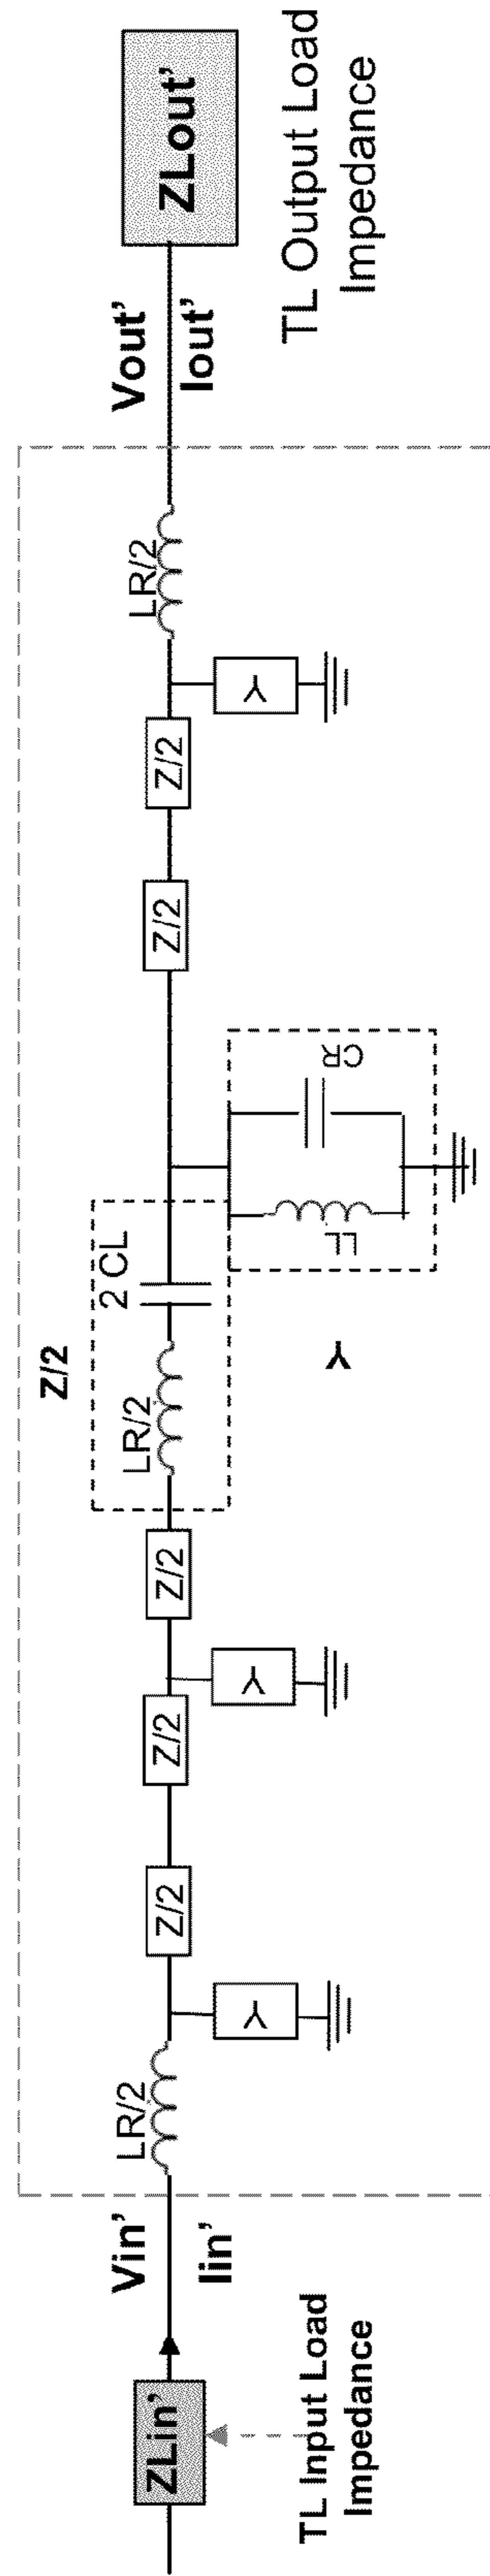 Z/2
ZLin'
Vin'
Iin'
TL Input Load
Impedance
LR/2
Y
Z/2
Z/2
Y
Z/2
LR/2
2 CL
LL
CR
Y
Z/2
Z/2
Y
LR/2
Vout'
Iout'
ZLout'
TL Output Load
Impedance